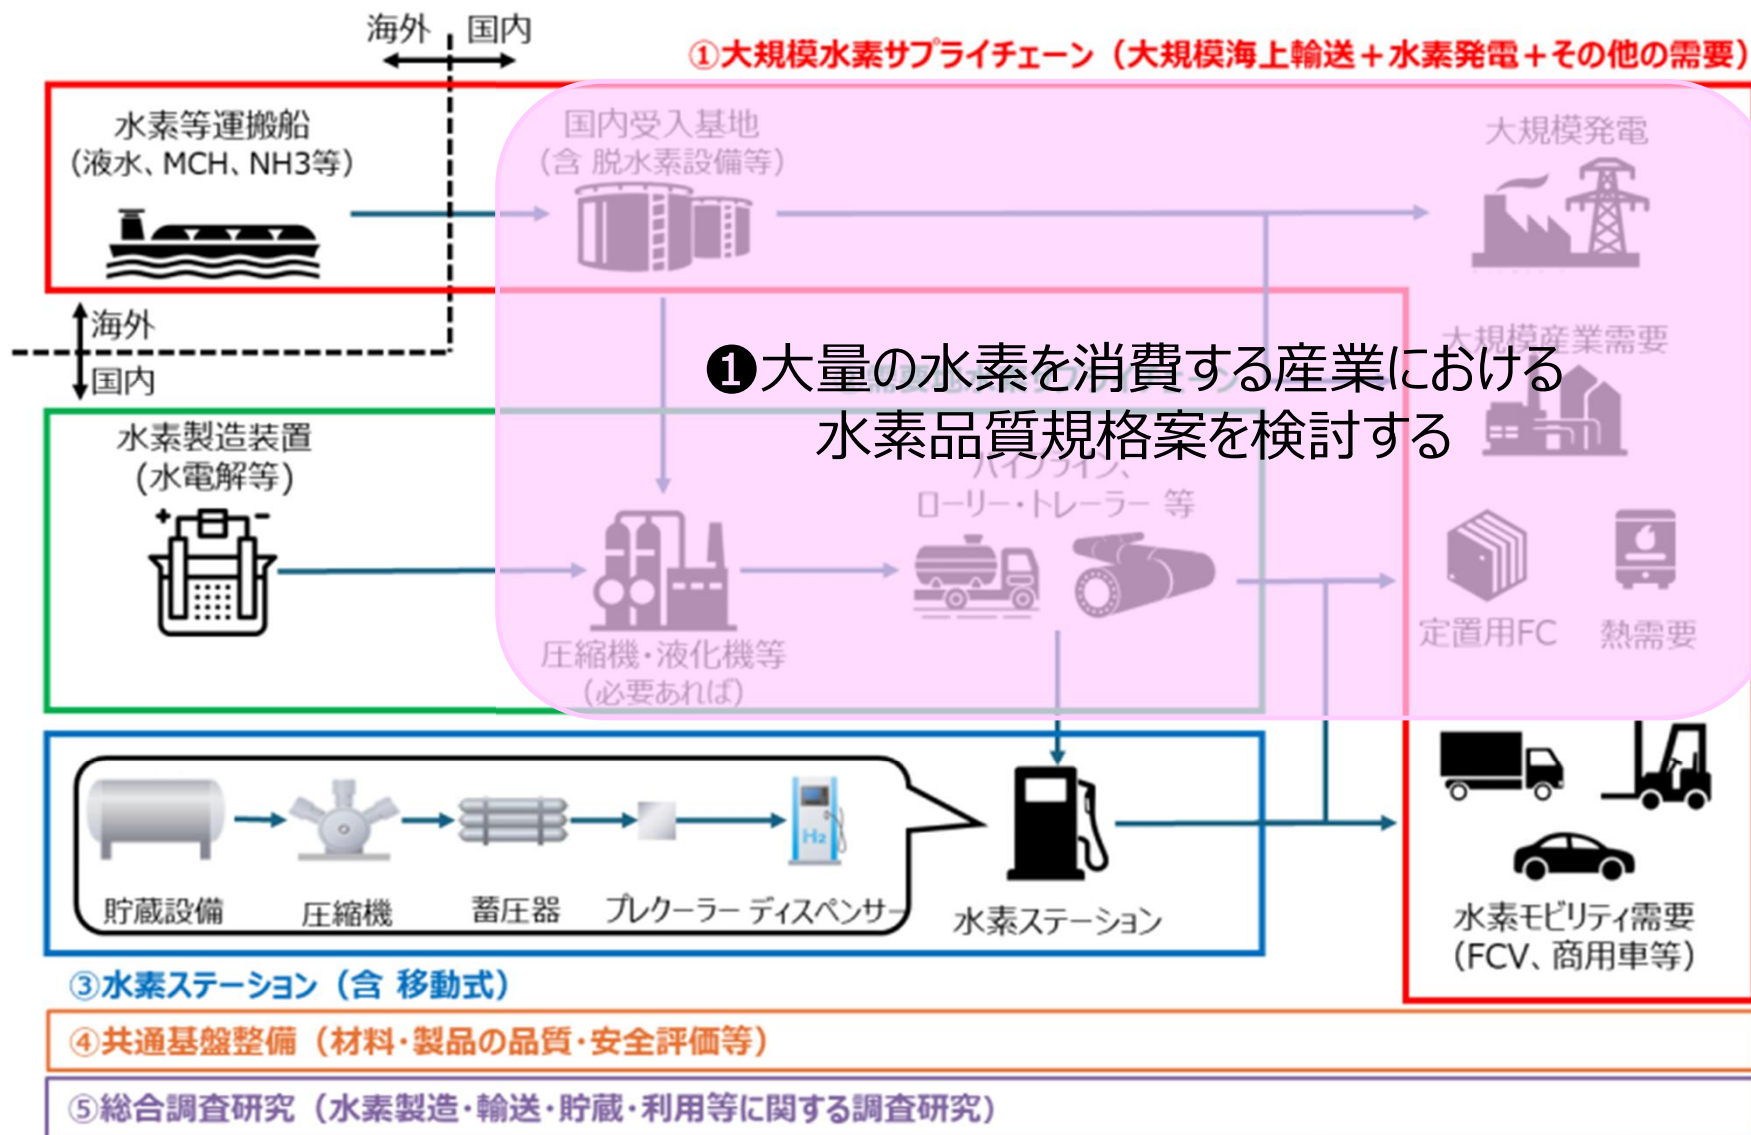 海外 国内
①大規模水素サプライチェーン（大規模海上輸送＋水素発電＋その他の需要）
水素等運搬船
（液水、MCH、NH3等）
国内受入基地
（含 脱水素設備等）
大規模発電
海外
国内
大規模産業需要
❶大量の水素を消費する産業における
水素品質規格案を検討する
水素製造装置
(水電解等)
パイプライン、
ローリー・トレーラー 等
圧縮機・液化機等
（必要あれば）
定置用FC
熱需要
H2
貯蔵設備
圧縮機
蓄圧器
プレクーラー
ディスペンサー
水素ステーション
水素モビリティ需要
（FCV、商用車等）
③水素ステーション（含 移動式）
④共通基盤整備（材料・製品の品質・安全評価等）
⑤総合調査研究（水素製造・輸送・貯蔵・利用等に関する調査研究）